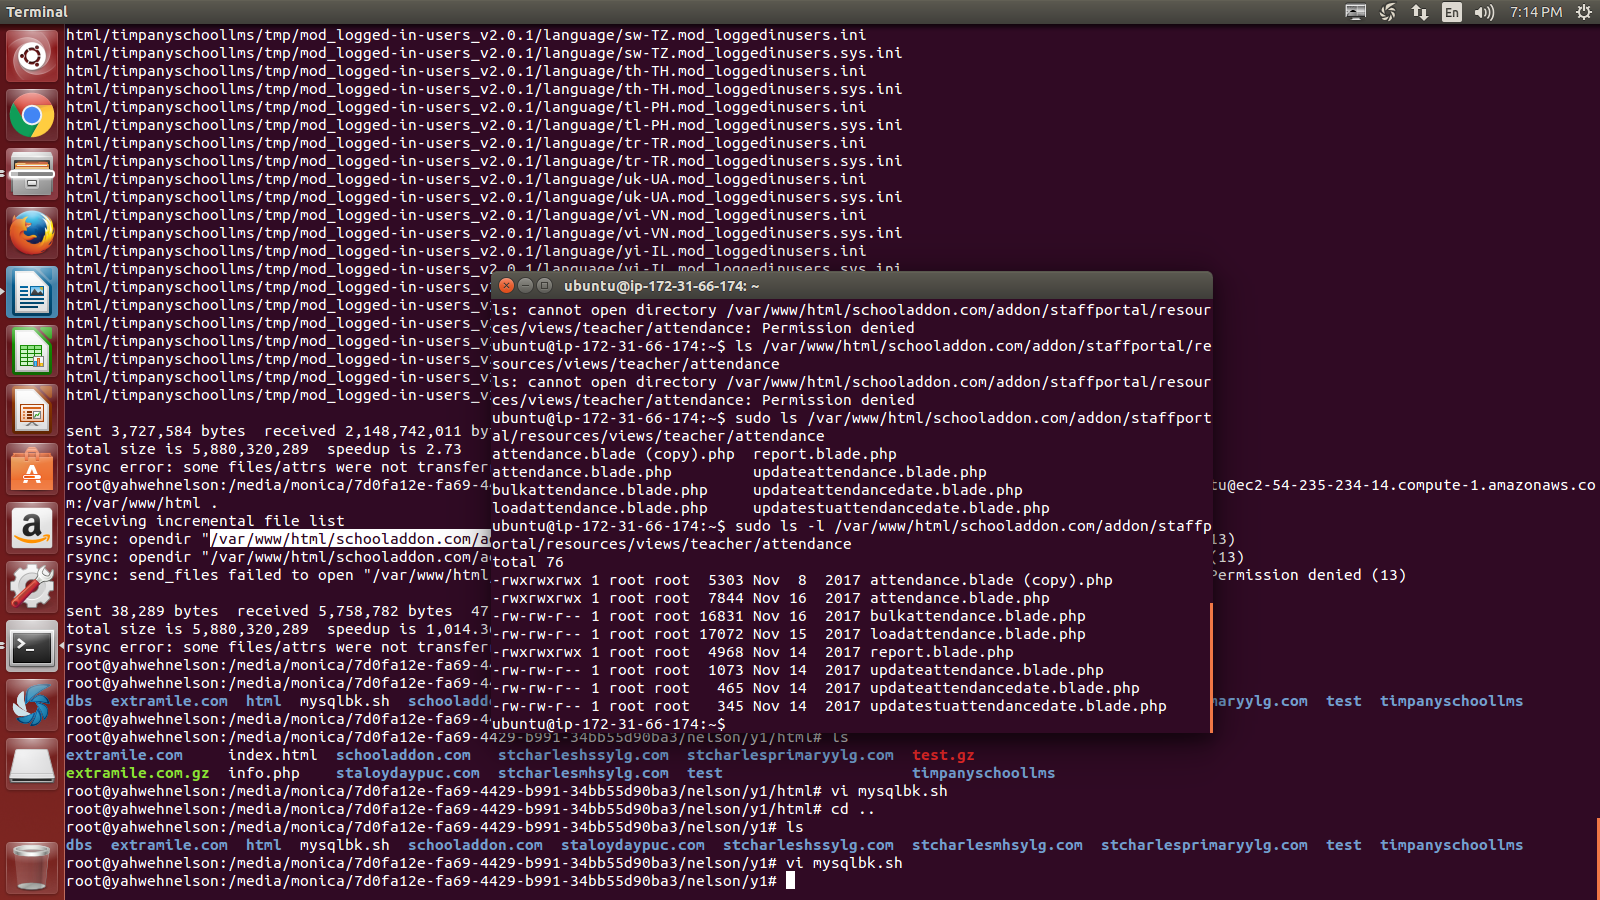 Terminal
En
7:14 PM
html/timpanyschoollms/tmp/mod_logged-in-users_v2.0.1/language/sw-TZ.mod_loggedinusers.ini
html/timpanyschoollms/tmp/mod_logged-in-users_v2.0.1/language/sw-TZ.mod_loggedinusers.sys.ini
html/timpanyschoollms/tmp/mod_logged-in-users_v2.0.1/language/th-TH.mod_loggedinusers.ini
html/timpanyschoollms/tmp/mod_logged-in-users_v2.0.1/language/th-TH.mod_loggedinusers.sys.ini
html/timpanyschoollms/tmp/mod_logged-in-users_v2.0.1/language/tl-PH.mod_loggedinusers.ini
html/timpanyschoollms/tmp/mod_logged-in-users_v2.0.1/language/tl-PH.mod_loggedinusers.sys.ini
html/timpanyschoollms/tmp/mod_logged-in-users_v2.0.1/language/tr-TR.mod_loggedinusers.ini
html/timpanyschoollms/tmp/mod_logged-in-users_v2.0.1/language/tr-TR.mod_loggedinusers.sys.ini
html/timpanyschoollms/tmp/mod_logged-in-users_v2.0.1/language/uk-UA.mod_loggedinusers.ini
html/timpanyschoollms/tmp/mod_logged-in-users_v2.0.1/language/uk-UA.mod_loggedinusers.sys.ini
html/timpanyschoollms/tmp/mod_logged-in-users_v2.0.1/language/vi-VN.mod_loggedinusers.ini
html/timpanyschoollms/tmp/mod_logged-in-users_v2.0.1/language/vi-VN.mod_loggedinusers.sys.ini
html/timpanyschoollms/tmp/mod_logged-in-users_v2.0.1/language/yi-IL.mod_loggedinusers.ini
html/timpanyschoollms/tmp/mod_logged-in-users_v2.0.1/language/yi-IL.mod_loggedinusers.sys.ini
html/timpanyschoollms/tmp/mod_logged-in-users_v
html/timpanyschoollms/tmp/mod_logged-in-users_v
html/timpanyschoollms/tmp/mod_logged-in-users_v
html/timpanyschoollms/tmp/mod_logged-in-users_v
html/timpanyschoollms/tmp/mod_logged-in-users_v
html/timpanyschoollms/tmp/mod_logged-in-users_v
html/timpanyschoollms/tmp/mod_logged-in-users_v
sent 3,727,584 bytes  received 2,148,742,011 by
total size is 5,880,320,289  speedup is 2.73
rsync error: some files/attrs were not transfer
root@yahwehnelson:/media/monica/7d0fa12e-fa69-4 tu@ec2-54-235-234-14.compute-1.amazonaws.co
m:/var/www/html .
receiving incremental file list
rsync: opendir "/var/www/html/schooladdon.com/a 13)
rsync: opendir "/var/www/html/schooladdon.com/a (13)
rsync: send_files failed to open "/var/www/html Permission denied (13)
sent 38,289 bytes  received 5,758,782 bytes  47
total size is 5,880,320,289  speedup is 1,014.3
rsync error: some files/attrs were not transfer
root@yahwehnelson:/media/monica/7d0fa12e-fa69-4
root@yahwehnelson:/media/monica/7d0fa12e-fa69-4
dbs  extramile.com  html  mysqlbk.sh  school maryylg.com  test  timpanyschoollms
root@yahwehnelson:/media/monica/7d0fa12e-fa69-4
root@yahwehnelson:/media/monica/7d0fa12e-fa69-4429-b991-34bb55d90ba3/nelson/y1/html# ls
extramile.com     index.html  schooladdon.com   stcharleshssylg.com  stcharlesprimaryylg.com  test.gz
extramile.com.gz  info.php    staloydaypuc.com  stcharlesmhsylg.com  test                     timpanyschoollms
root@yahwehnelson:/media/monica/7d0fa12e-fa69-4429-b991-34bb55d90ba3/nelson/y1/html# vi mysqlbk.sh
root@yahwehnelson:/media/monica/7d0fa12e-fa69-4429-b991-34bb55d90ba3/nelson/y1/html# cd ..
root@yahwehnelson:/media/monica/7d0fa12e-fa69-4429-b991-34bb55d90ba3/nelson/y1# ls
dbs  extramile.com  html  mysqlbk.sh  schooladdon.com  staloydaypuc.com  stcharleshssylg.com  stcharlesmhsylg.com  stcharlesprimaryylg.com  test  timpanyschoollms
root@yahwehnelson:/media/monica/7d0fa12e-fa69-4429-b991-34bb55d90ba3/nelson/y1# vi mysqlbk.sh
root@yahwehnelson:/media/monica/7d0fa12e-fa69-4429-b991-34bb55d90ba3/nelson/y1#
ubuntu@ip-172-31-66-174: ~
ls: cannot open directory /var/www/html/schooladdon.com/addon/staffportal/resour
ces/views/teacher/attendance: Permission denied
ubuntu@ip-172-31-66-174:~$ ls /var/www/html/schooladdon.com/addon/staffportal/re
sources/views/teacher/attendance
ls: cannot open directory /var/www/html/schooladdon.com/addon/staffportal/resour
ces/views/teacher/attendance: Permission denied
ubuntu@ip-172-31-66-174:~$ sudo ls /var/www/html/schooladdon.com/addon/staffport
al/resources/views/teacher/attendance
attendance.blade (copy).php  report.blade.php
attendance.blade.php         updateattendance.blade.php
bulkattendance.blade.php     updateattendancedate.blade.php
loadattendance.blade.php     updatestuattendancedate.blade.php
ubuntu@ip-172-31-66-174:~$ sudo ls -l /var/www/html/schooladdon.com/addon/staffp
ortal/resources/views/teacher/attendance
total 76
-rwxrwxrwx 1 root root  5303 Nov  8  2017 attendance.blade (copy).php
-rwxrwxrwx 1 root root  7844 Nov 16  2017 attendance.blade.php
-rw-rw-r-- 1 root root 16831 Nov 16  2017 bulkattendance.blade.php
-rw-rw-r-- 1 root root 17072 Nov 15  2017 loadattendance.blade.php
-rwxrwxrwx 1 root root  4968 Nov 14  2017 report.blade.php
-rw-rw-r-- 1 root root  1073 Nov 14  2017 updateattendance.blade.php
-rw-rw-r-- 1 root root   465 Nov 14  2017 updateattendancedate.blade.php
-rw-rw-r-- 1 root root   345 Nov 14  2017 updatestuattendancedate.blade.php
ubuntu@ip-172-31-66-174:~$